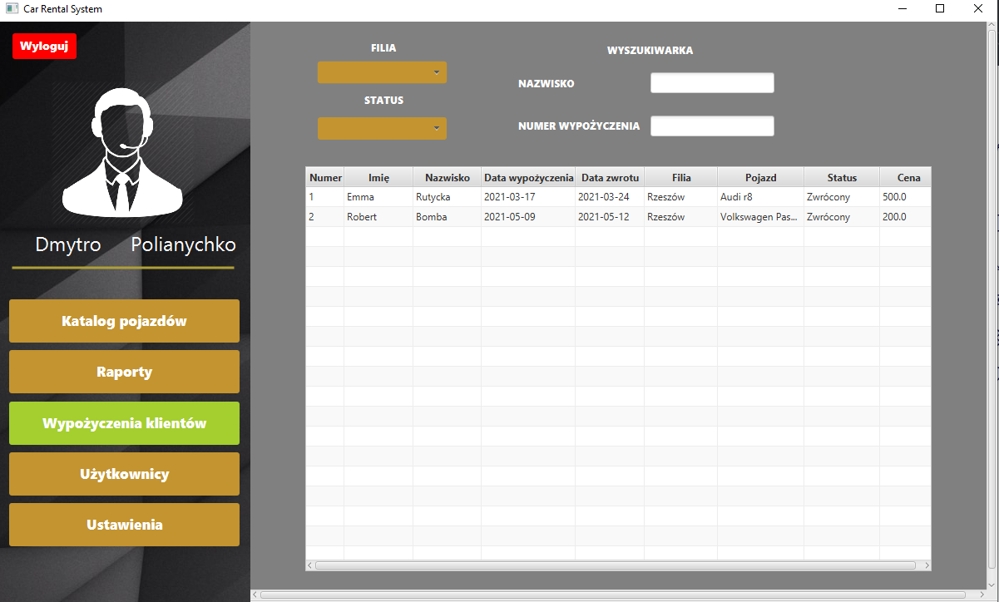 Car Rental System
Wyloguj
Dmytro Polianychko
Katalog pojazdów
Raporty
Wypożyczenia klientów
Użytkownicy
Ustawienia
FILIA
STATUS
WYSZUKIWARKA
NAZWISKO
NUMER WYPOŻYCZENIA
Numer Imię Nazwisko Data wypożyczenia Data zwrotu Filia Pojazd Status Cena
1 Emma Rutycka 2021-03-17 2021-03-24 Rzeszów Audi r8 Zwrócony 500.0
2 Robert Bomba 2021-05-09 2021-05-12 Rzeszów Volkswagen Pas... Zwrócony 200.0